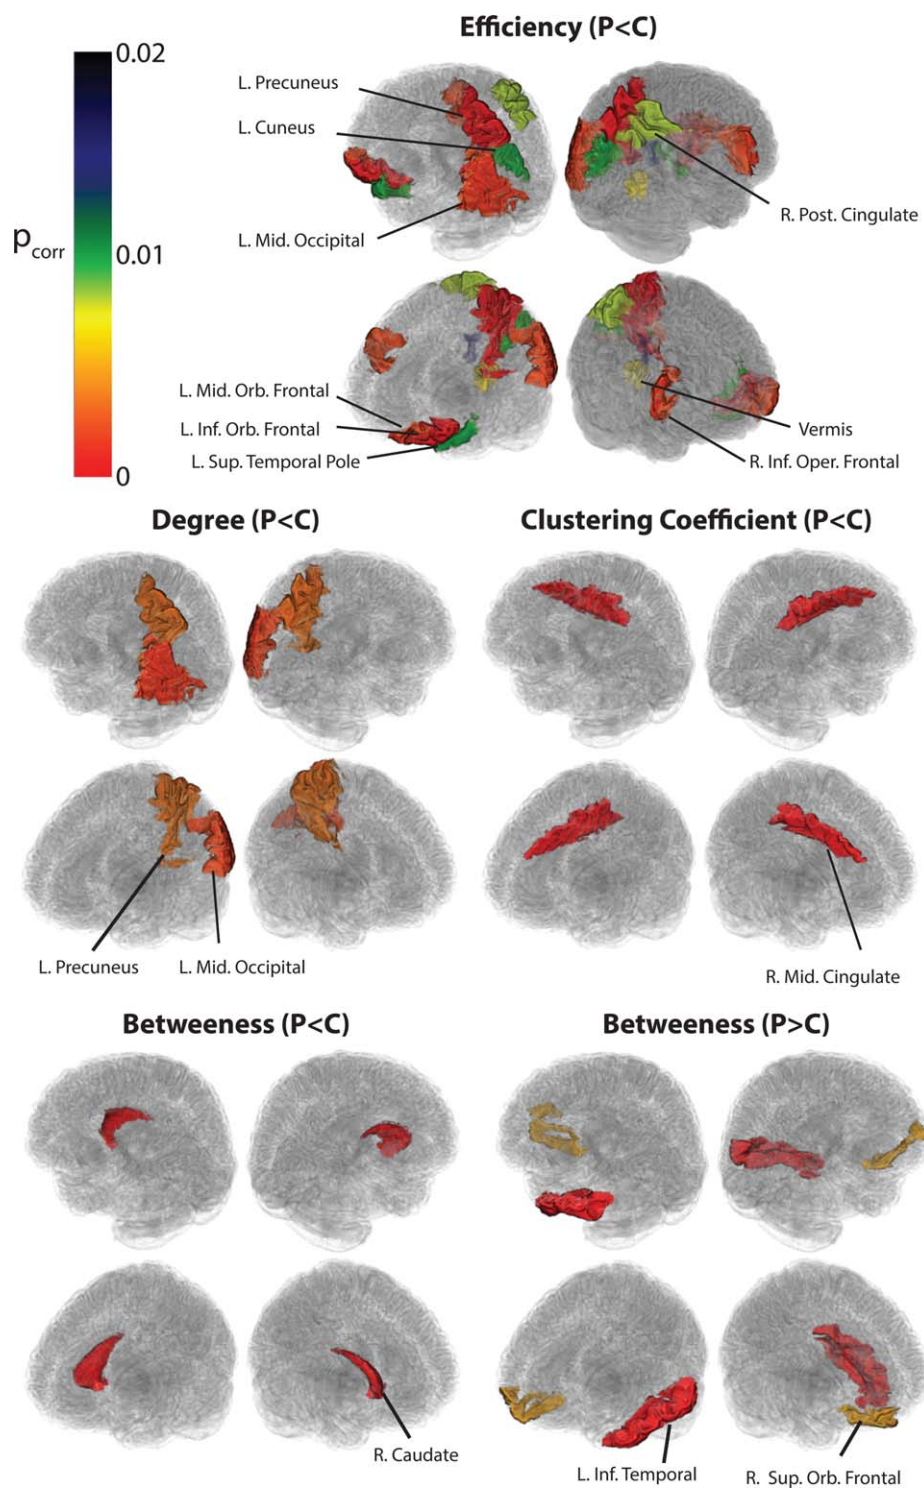 Efficiency (P<C)
0.02
L. Precuneus
L. Cuneus
R. Post. Cingulate
p corr
0.01
L. Mid. Occipital
L. Mid. Orb. Frontal
L. Inf. Orb. Frontal
Vermis
L. Sup. Temporal Pole
R. Inf. Oper. Frontal
0
Degree (P<C)
Clustering Coefficient (P<C)
L. Precuneus
L. Mid. Occipital
R. Mid. Cingulate
Betweeness (P<C)
Betweeness (P>C)
R. Caudate
L. Inf. Temporal
R. Sup. Orb. Frontal